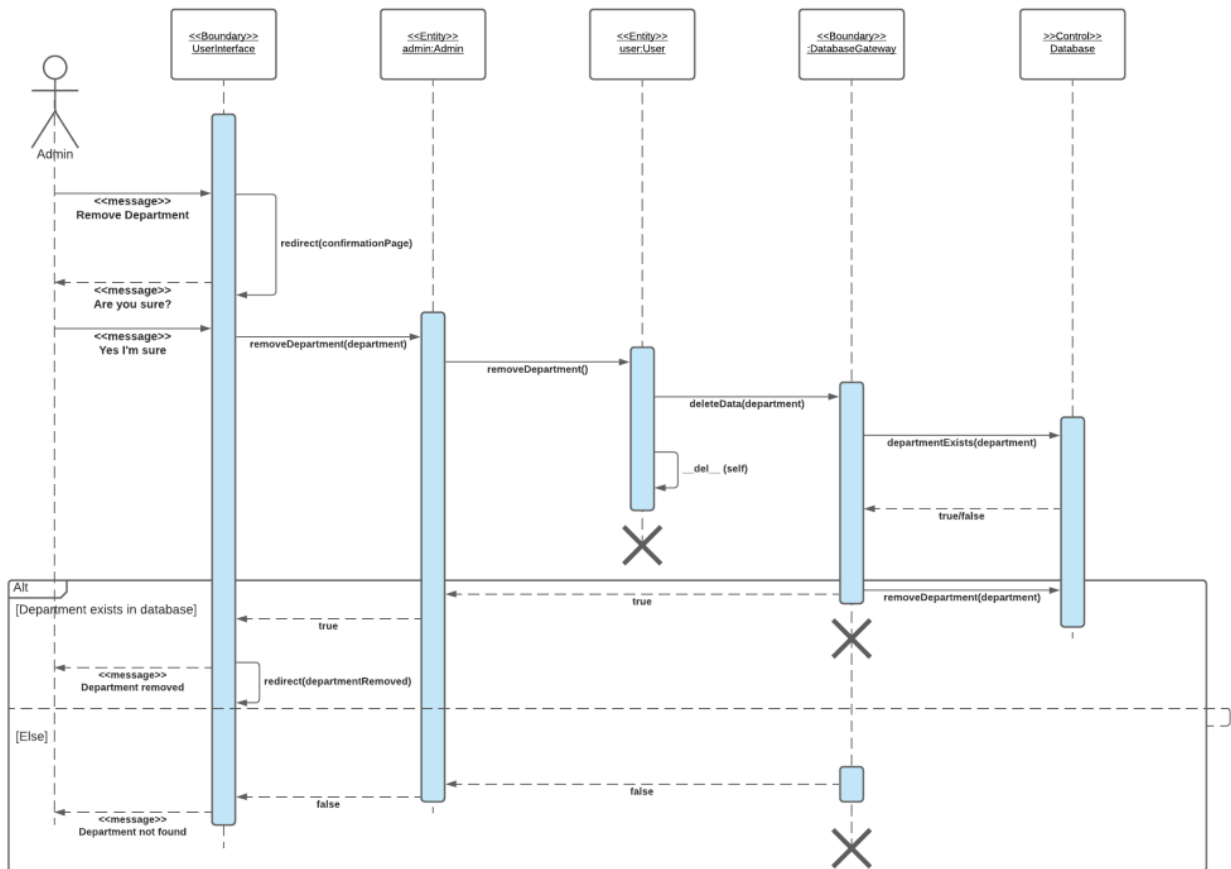 <<Boundary>>
UserInterface
<<Entity>>
admin:Admin
<<Entity>>
user:User
<<Boundary>>
:DatabaseGateway
>>Control>>
Database
Admin
<<message>>
Remove Department
redirect(confirmationPage)
<<message>>
Are you sure?
<<message>>
Yes I'm sure
removeDepartment(department)
removeDepartment()
deleteData(department)
departmentExists(department)
__del__ (self)
true/false
Alt
[Department exists in database]
true
removeDepartment(department)
true
<<message>>
Department removed
redirect(departmentRemoved)
[Else]
false
false
<<message>>
Department not found